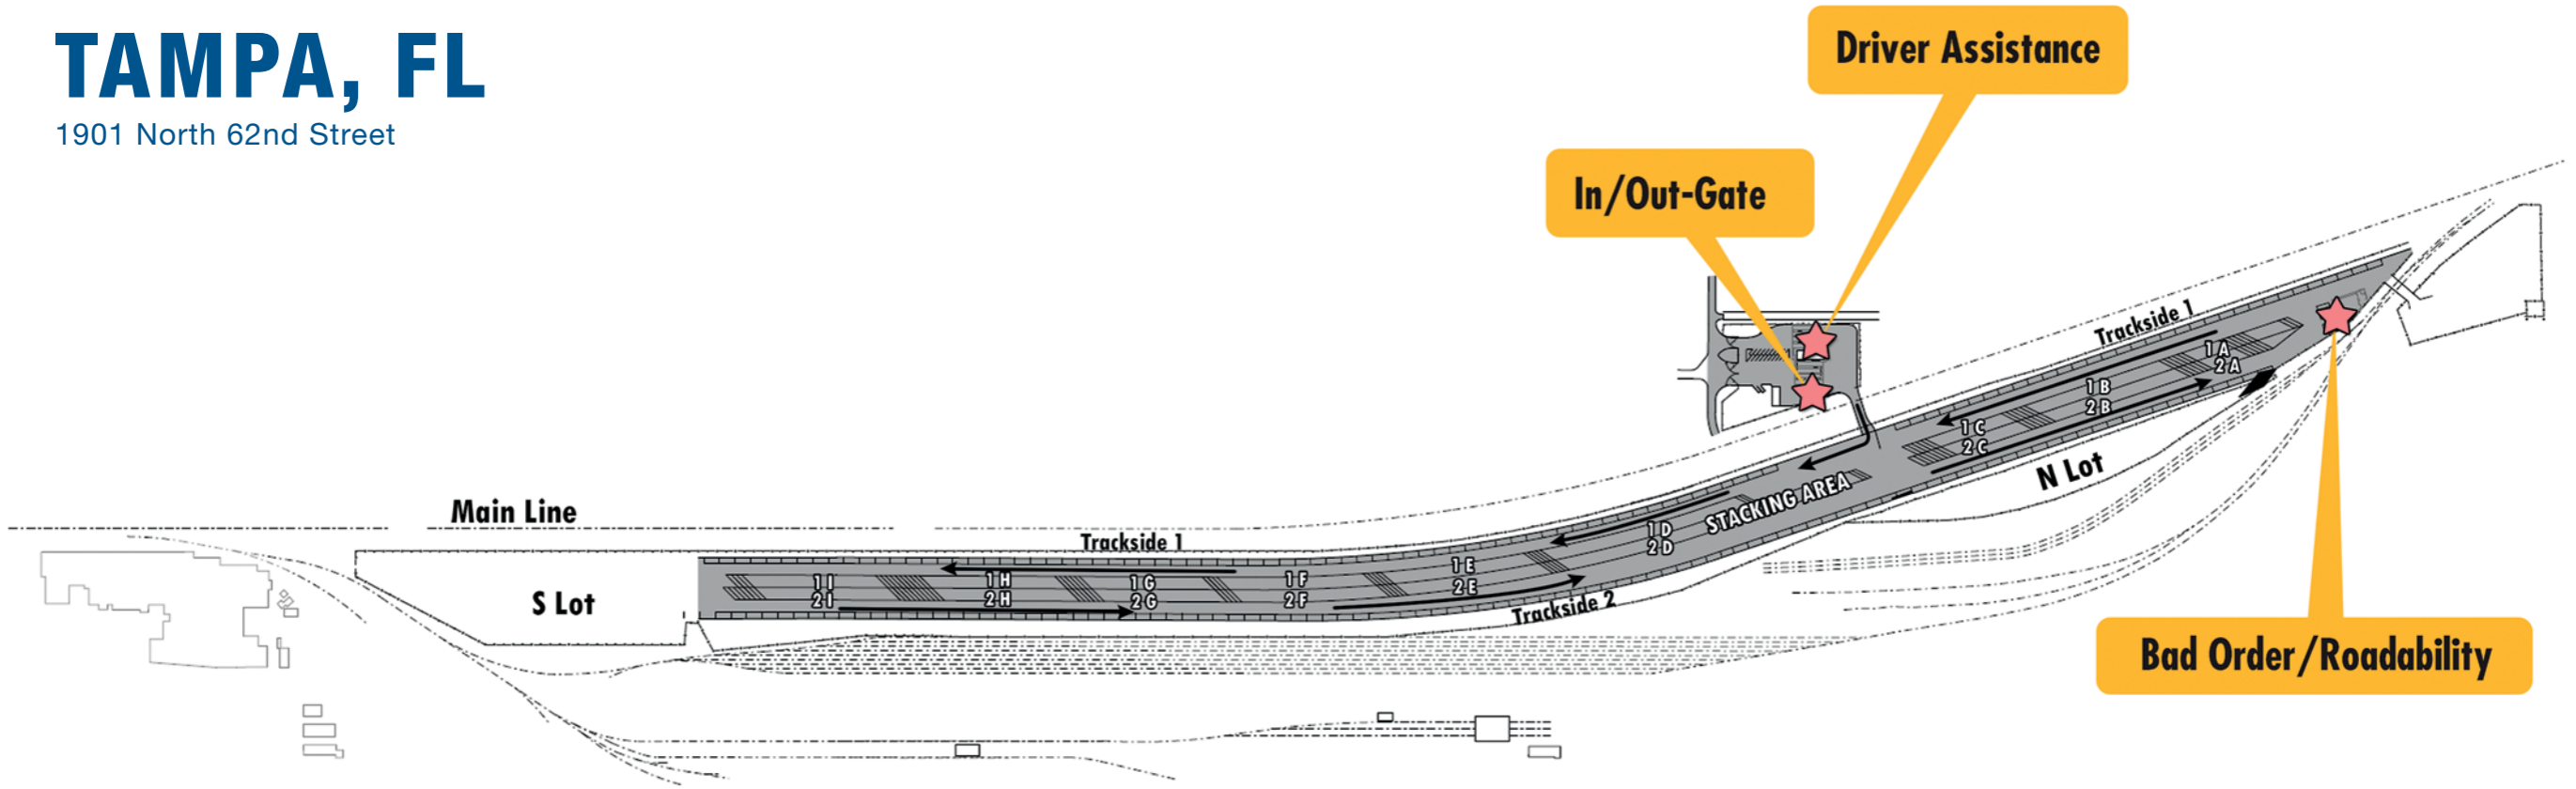 TAMPA, FL
1901 North 62nd Street
Driver Assistance
In/Out-Gate
Trackside 1
1A
2A
1B
2B
1C
2C
N Lot
STACKING AREA
Main Line
Trackside 1
1D
2D
1E
2E
1F
2F
1G
2G
1H
2H
1I
2I
S Lot
Trackside 2
Bad Order/Roadability